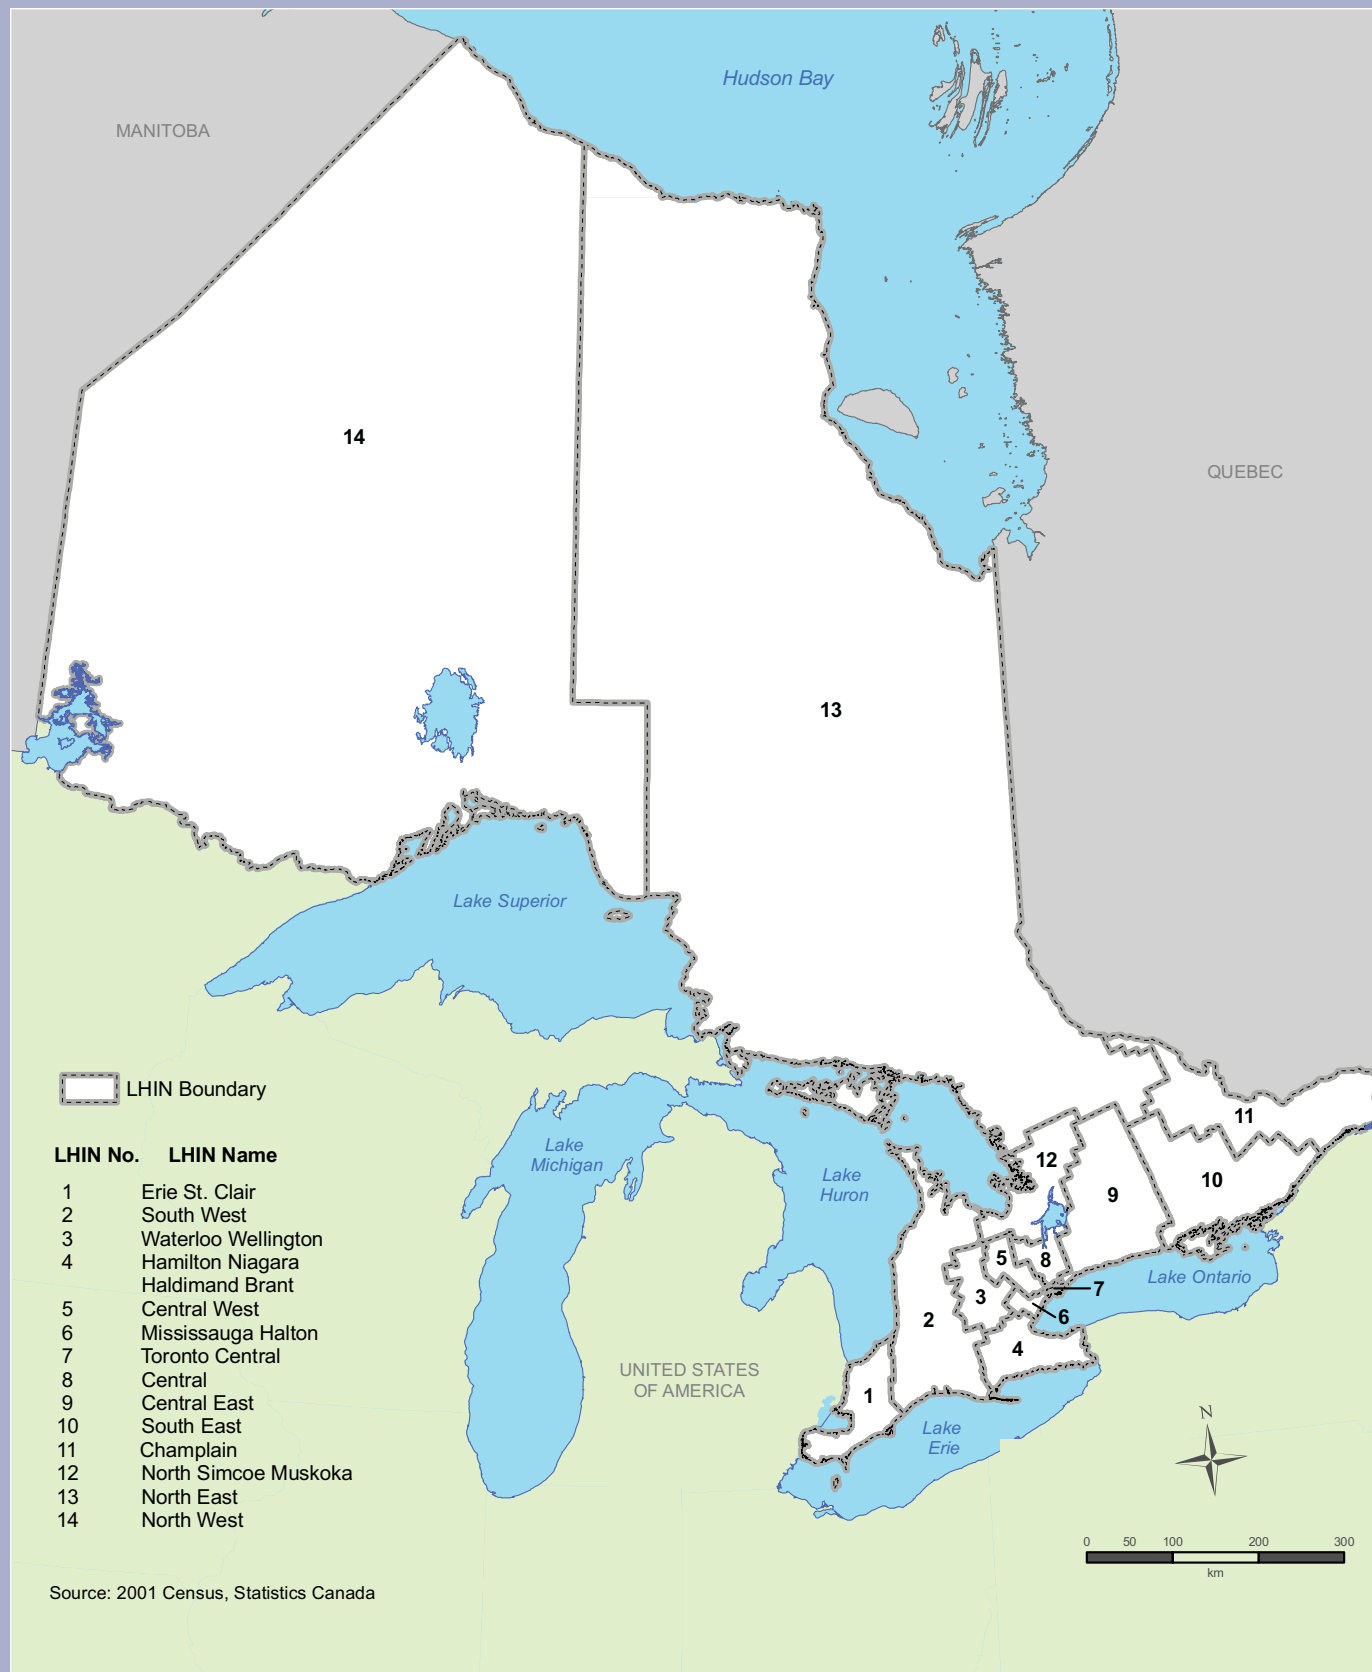 Hudson Bay
MANITOBA
14
QUEBEC
13
Lake Superior
LHIN Boundary
11
Lake
Michigan
LHIN No. LHIN Name
12
Lake
Huron
10
9
1 Erie St. Clair
2 South West
3 Waterloo Wellington
4 Hamilton Niagara
Haldimand Brant
5 Central West
6 Mississauga Halton
7 Toronto Central
8 Central
9 Central East
10 South East
11 Champlain
12 North Simcoe Muskoka
13 North East
14 North West
5
8
Lake Ontario
7
3
6
2
4
UNITED STATES
OF AMERICA
1
Lake
Erie
N
0 50 100 200 300
km
Source: 2001 Census, Statistics Canada